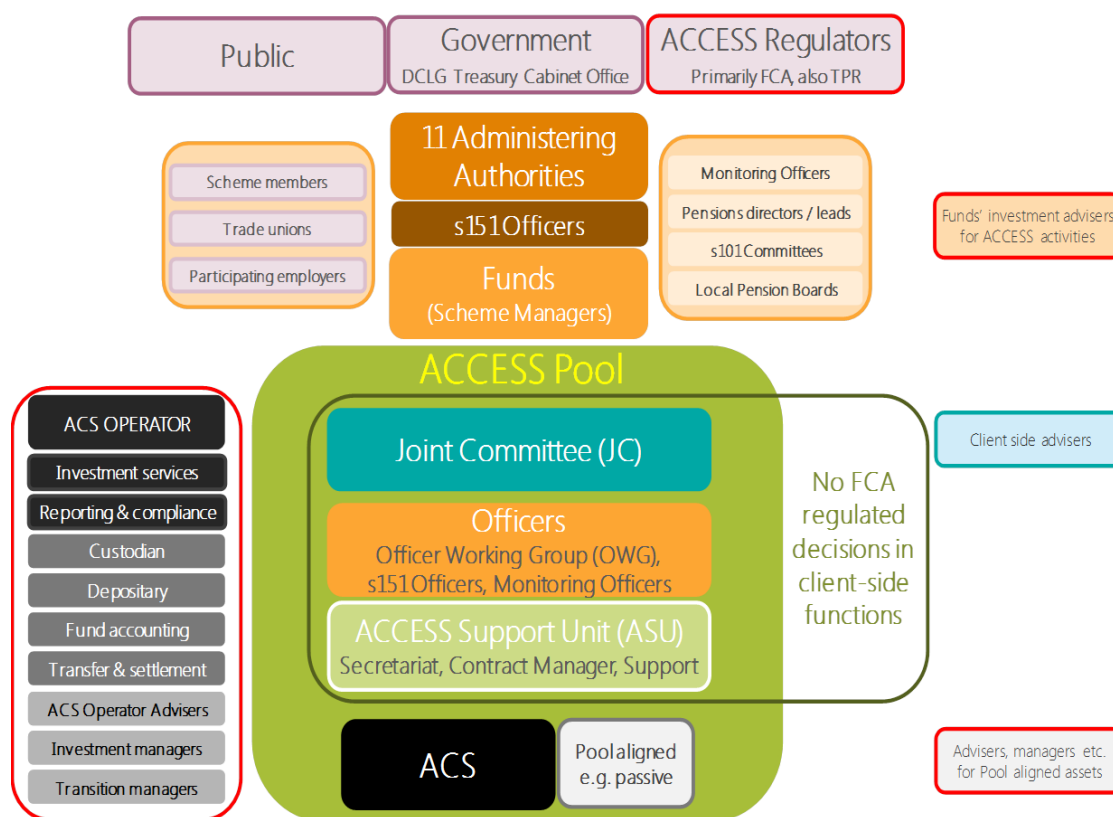 Public
Government
DCLG Treasury Cabinet Office
ACCESS Regulators
Primarily FCA, also TPR
Scheme members
Trade unions
Participating employers
11 Administering
Authorities
s151 Officers
Funds
(Scheme Managers)
Monitoring Officers
Pensions directors / leads
s101 Committees
Local Pension Boards
Funds' investment advisers
for ACCESS activities
ACCESS Pool
ACS OPERATOR
Investment services
Reporting & compliance
Custodian
Depositary
Fund accounting
Transfer & settlement
ACS Operator Advisers
Investment managers
Transition managers
Joint Committee (JC)
Officers
Officer Working Group (OWG),
s151 Officers, Monitoring Officers
ACCESS Support Unit (ASU)
Secretariat, Contract Manager, Support
No FCA
regulated
decisions in
client-side
functions
Client side advisers
ACS
Pool aligned
e.g. passive
Advisers, managers etc.
for Pool aligned assets